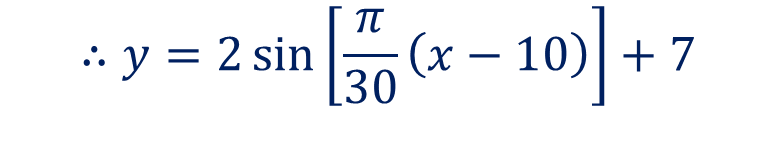 ∴ y = 2 sin [π/30 (x − 10)] + 7